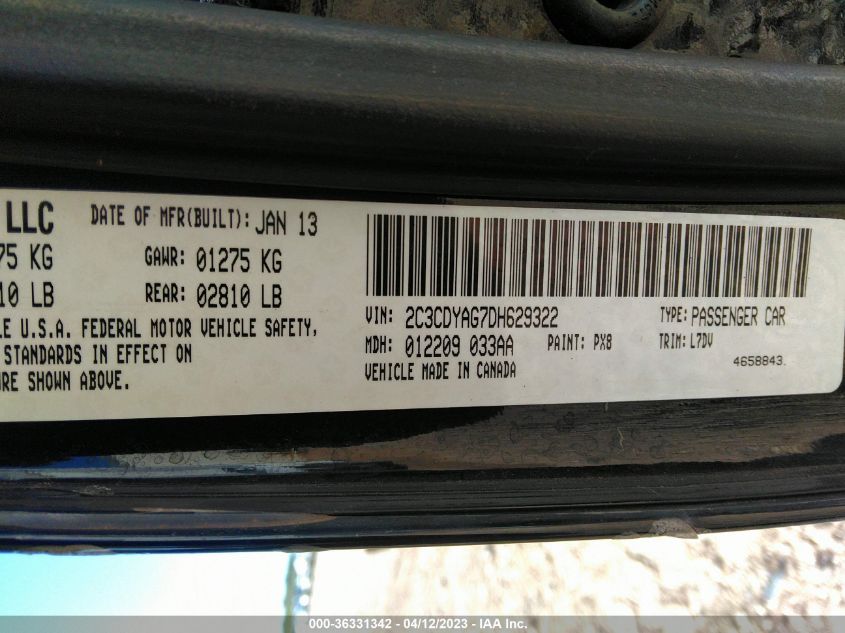 LLC DATE OF MFR(BUILT): JAN 13
75 KG GAWR: 01275 KG
10 LB REAR: 02810 LB
E U.S.A. FEDERAL MOTOR VEHICLE SAFETY,
STANDARDS IN EFFECT ON
RE SHOWN ABOVE.
VIN: 2C3CDYAG7DH629322 TYPE: PASSENGER CAR
MDH: 012209 033AA PAINT: PX8 TRIM: L7DV
VEHICLE MADE IN CANADA 4658843.
000-36331342 - 04/12/2023 - IAA Inc.